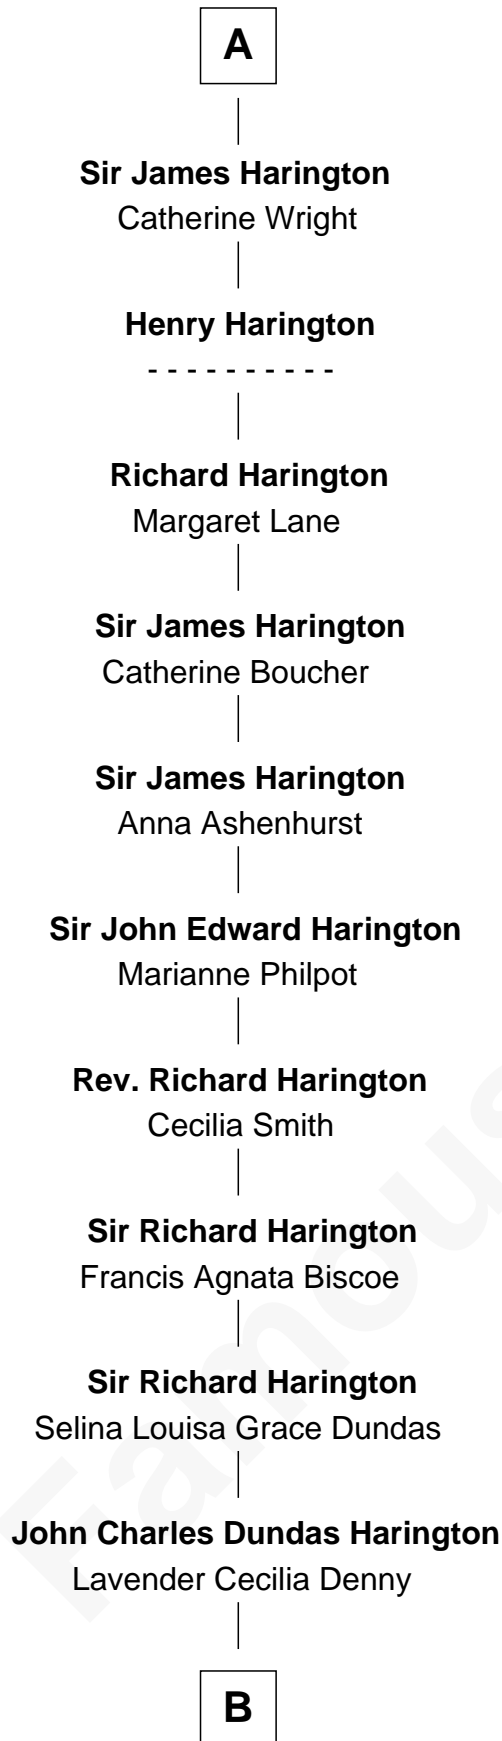 A
Sir James Harington
Catherine Wright
Henry Harington
- - - - - - - - - -
Richard Harington
Margaret Lane
Sir James Harington
Catherine Boucher
Sir James Harington
Anna Ashenhurst
Sir John Edward Harington
Marianne Philpot
Rev. Richard Harington
Cecilia Smith
Sir Richard Harington
Francis Agnata Biscoe
Sir Richard Harington
Selina Louisa Grace Dundas
John Charles Dundas Harington
Lavender Cecilia Denny
B
Famous